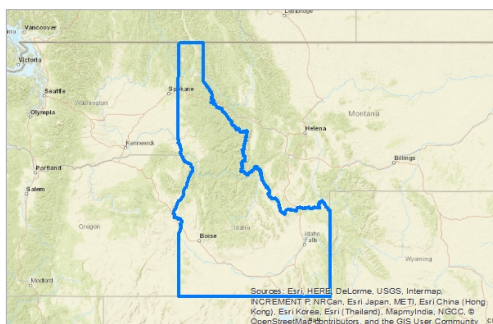 Lethbridge
Vancouver
Victoria
Seattle
Spokane
Olympia
Washington
Montana
Helena
Kennewick
Portland
Billings
Salem
Oregon
Idaho
Boise
Idaho
Falls
Wyoming
Medford
Sources: Esri, HERE, DeLorme, USGS, Intermap,
INCREMENT P, NRCan, Esri Japan, METI, Esri China (Hong
Kong), Esri Korea, Esri (Thailand), MapmyIndia, NGCC, ©
OpenStreetMap contributors, and the GIS User Community